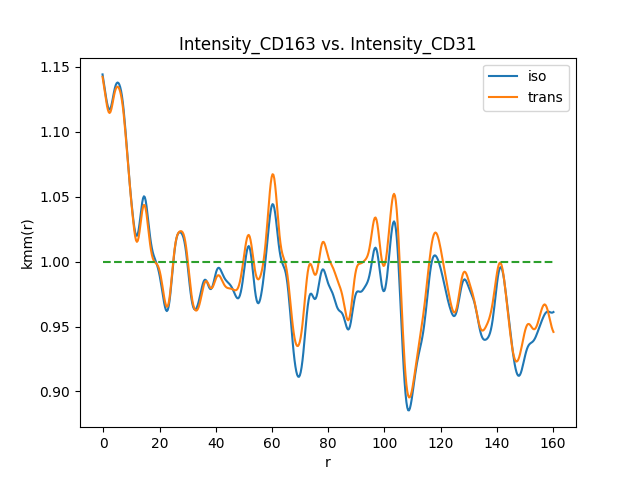 Intensity_CD163 vs. Intensity_CD31
iso
trans
kmm(r)
1.15
1.10
1.05
1.00
0.95
0.90
0 20 40 60 80 100 120 140 160
r